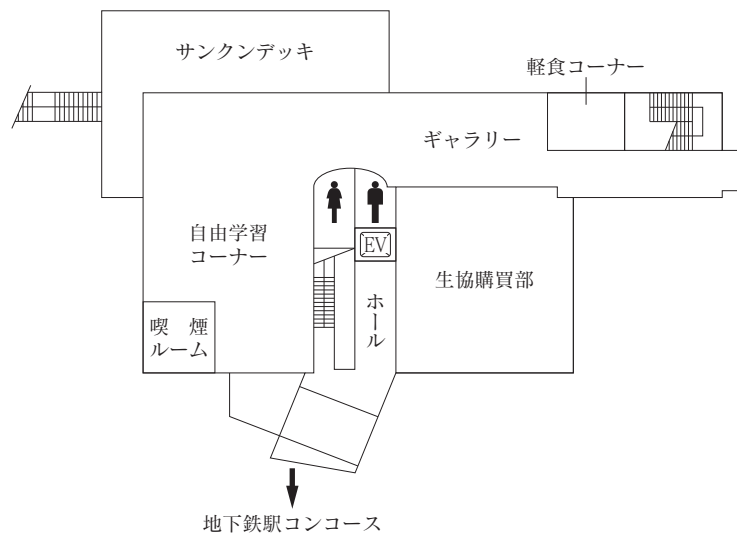 サンクンデッキ
軽食コーナー
ギャラリー
自由学習
コーナー
EV
生協購買部
ホール
喫　煙
ルーム
地下鉄駅コンコース